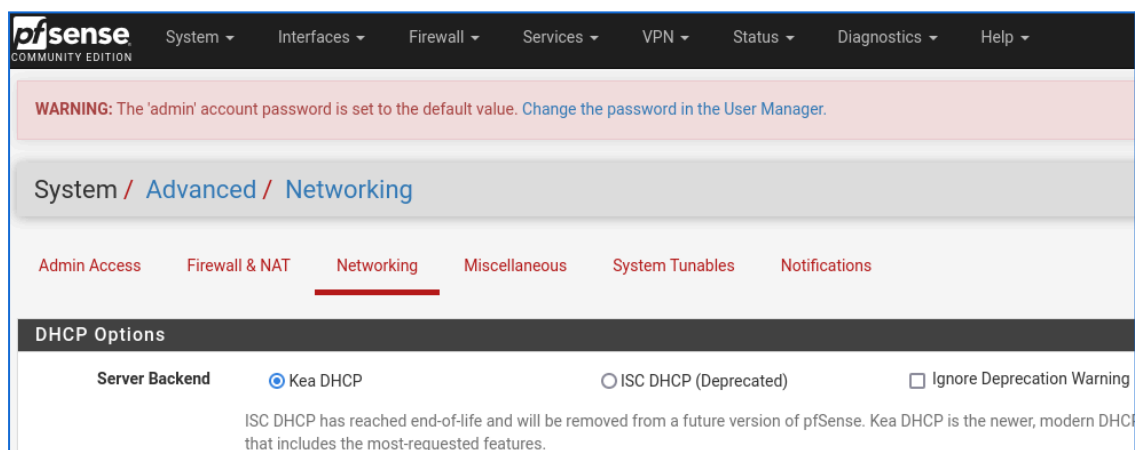 pfsense System Interfaces Firewall Services VPN Status Diagnostics Help
COMMUNITY EDITION
WARNING: The 'admin' account password is set to the default value. Change the password in the User Manager.
System / Advanced / Networking
Admin Access Firewall & NAT Networking Miscellaneous System Tunables Notifications
DHCP Options
Server Backend Kea DHCP ISC DHCP (Deprecated) Ignore Deprecation Warning
ISC DHCP has reached end-of-life and will be removed from a future version of pfSense. Kea DHCP is the newer, modern DHCP
that includes the most-requested features.